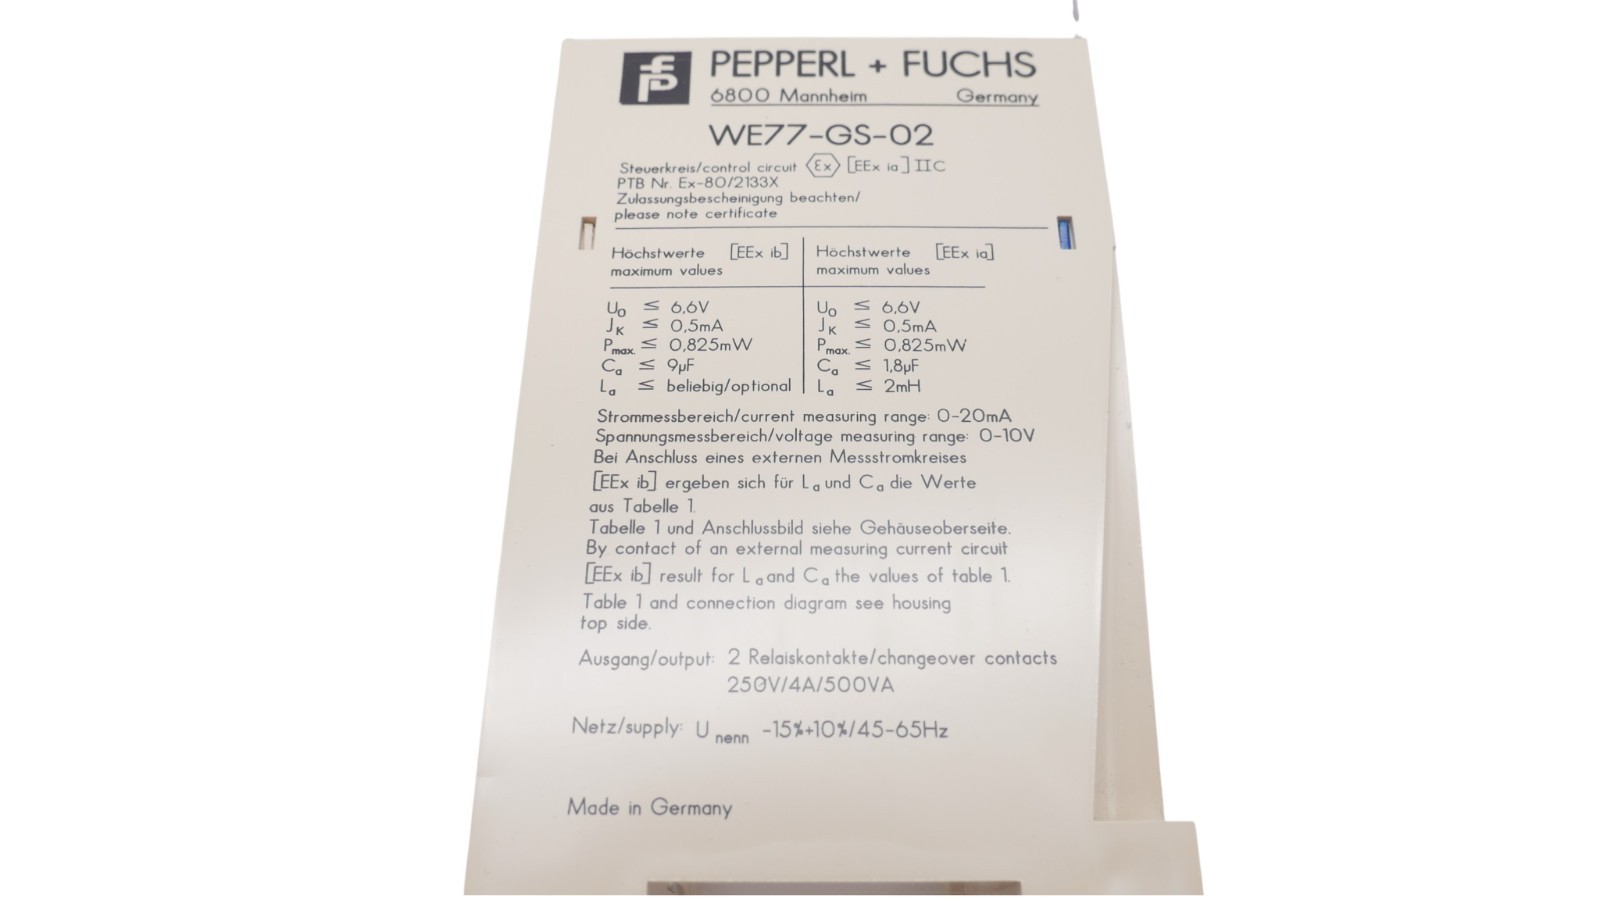 PEPPERL + FUCHS
6800 Mannheim Germany
WE77-GS-02
Steuerkreis/control circuit Ex [EEx ia] IIC
PTB Nr. Ex-80/2133X
Zulassungsbescheinigung beachten/
please note certificate
Höchstwerte [EEx ib] Höchstwerte [EEx ia]
maximum values maximum values
Uo ≤ 6,6V Uo ≤ 6,6V
JK ≤ 0,5mA JK ≤ 0,5mA
Pmax. ≤ 0,825mW Pmax. ≤ 0,825mW
Ca ≤ 9µF Ca ≤ 1,8µF
La ≤ beliebig/optional La ≤ 2mH
Strommessbereich/current measuring range: 0-20mA
Spannungsmessbereich/voltage measuring range: 0-10V
Bei Anschluss eines externen Messstromkreises
[EEx ib] ergeben sich für La und Ca die Werte
aus Tabelle 1.
Tabelle 1 und Anschlussbild siehe Gehäuseoberseite.
By contact of an external measuring current circuit
[EEx ib] result for La and Ca the values of table 1.
Table 1 and connection diagram see housing
top side.
Ausgang/output: 2 Relaiskontakte/changeover contacts
250V/4A/500VA
Netz/supply: U nenn -15%+10%/45-65Hz
Made in Germany